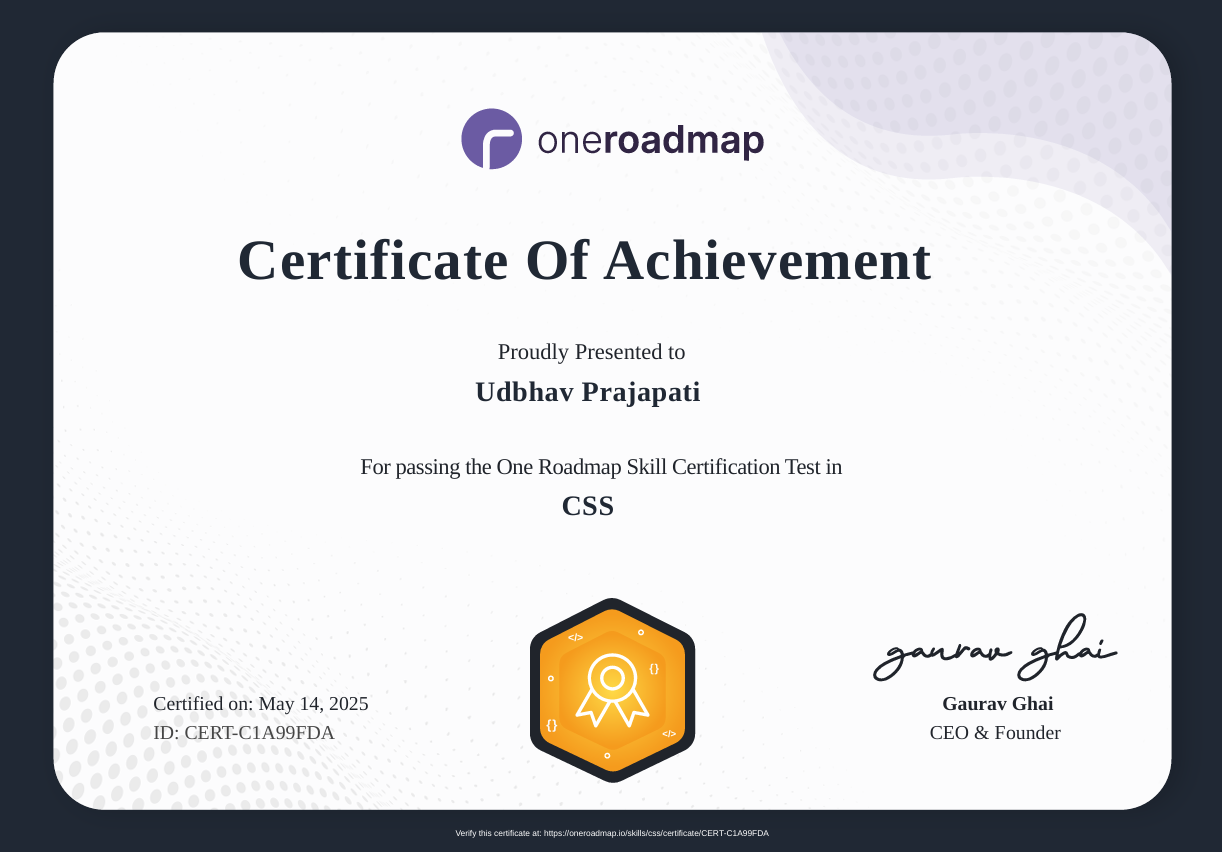 oneroadmap
Certificate Of Achievement
Proudly Presented to
Udbhav Prajapati
For passing the One Roadmap Skill Certification Test in
CSS
</>
{}
{}
</>
gaurav ghai
Certified on: May 14, 2025
ID: CERT-C1A99FDA
Gaurav Ghai
CEO & Founder
Verify this certificate at: https://oneroadmap.io/skills/css/certificate/CERT-C1A99FDA